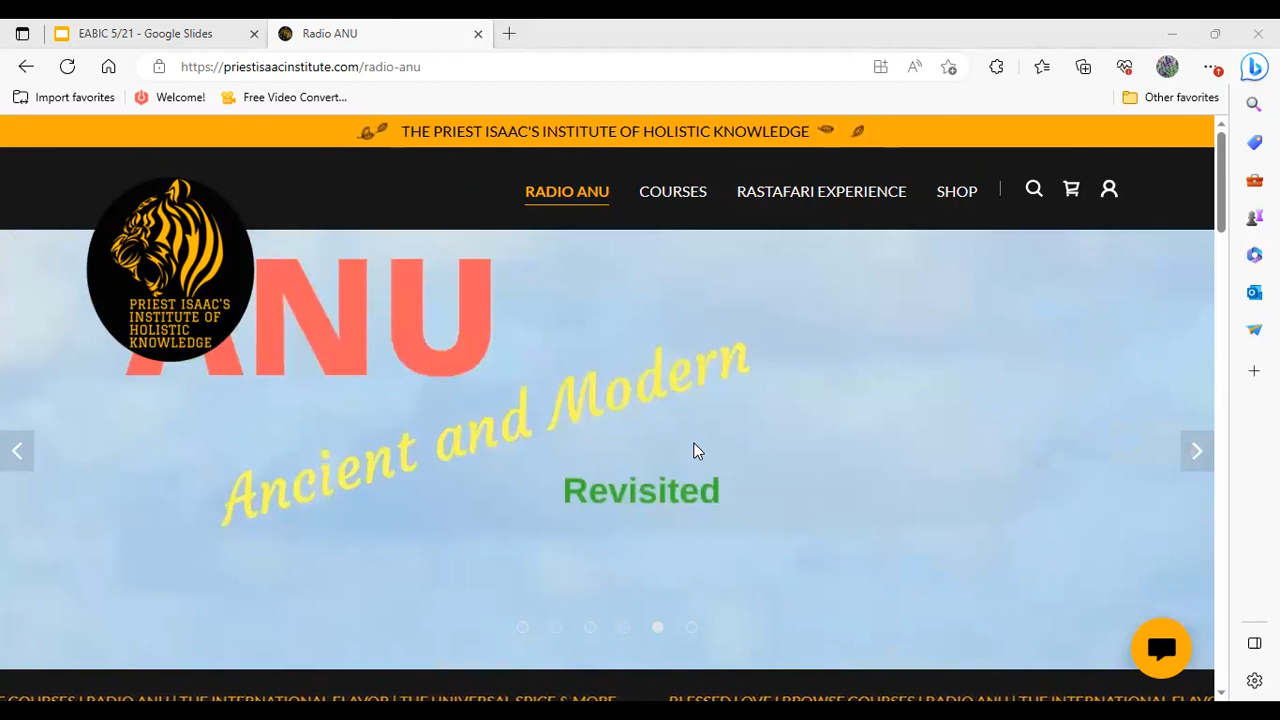 EABIC 5/21 - Google Slides
Radio ANU
https://priestisaacinstitute.com/radio-anu
Import favorites
Welcome!
Free Video Convert...
Other favorites
THE PRIEST ISAAC'S INSTITUTE OF HOLISTIC KNOWLEDGE
RADIO ANU
COURSES
RASTAFARI EXPERIENCE
SHOP
PRIEST ISAAC'S
INSTITUTE OF
HOLISTIC
KNOWLEDGE
ANU
Ancient and Modern
Revisited
E COURSES | RADIO ANU | THE INTERNATIONAL FLAVOR | THE UNIVERSAL SPICE & MORE
BLESSED LOVE | BROWSE COURSES | RADIO ANU | THE INTERNATIONAL FLAVO